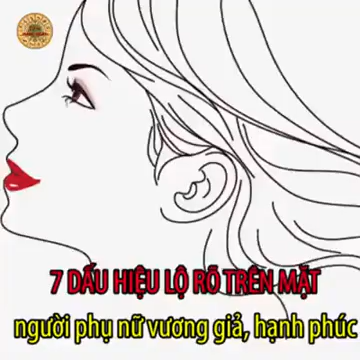 7 DẤU HIỆU LỘ RÕ TRÊN MẶT
người phụ nữ vương giả, hạnh phúc